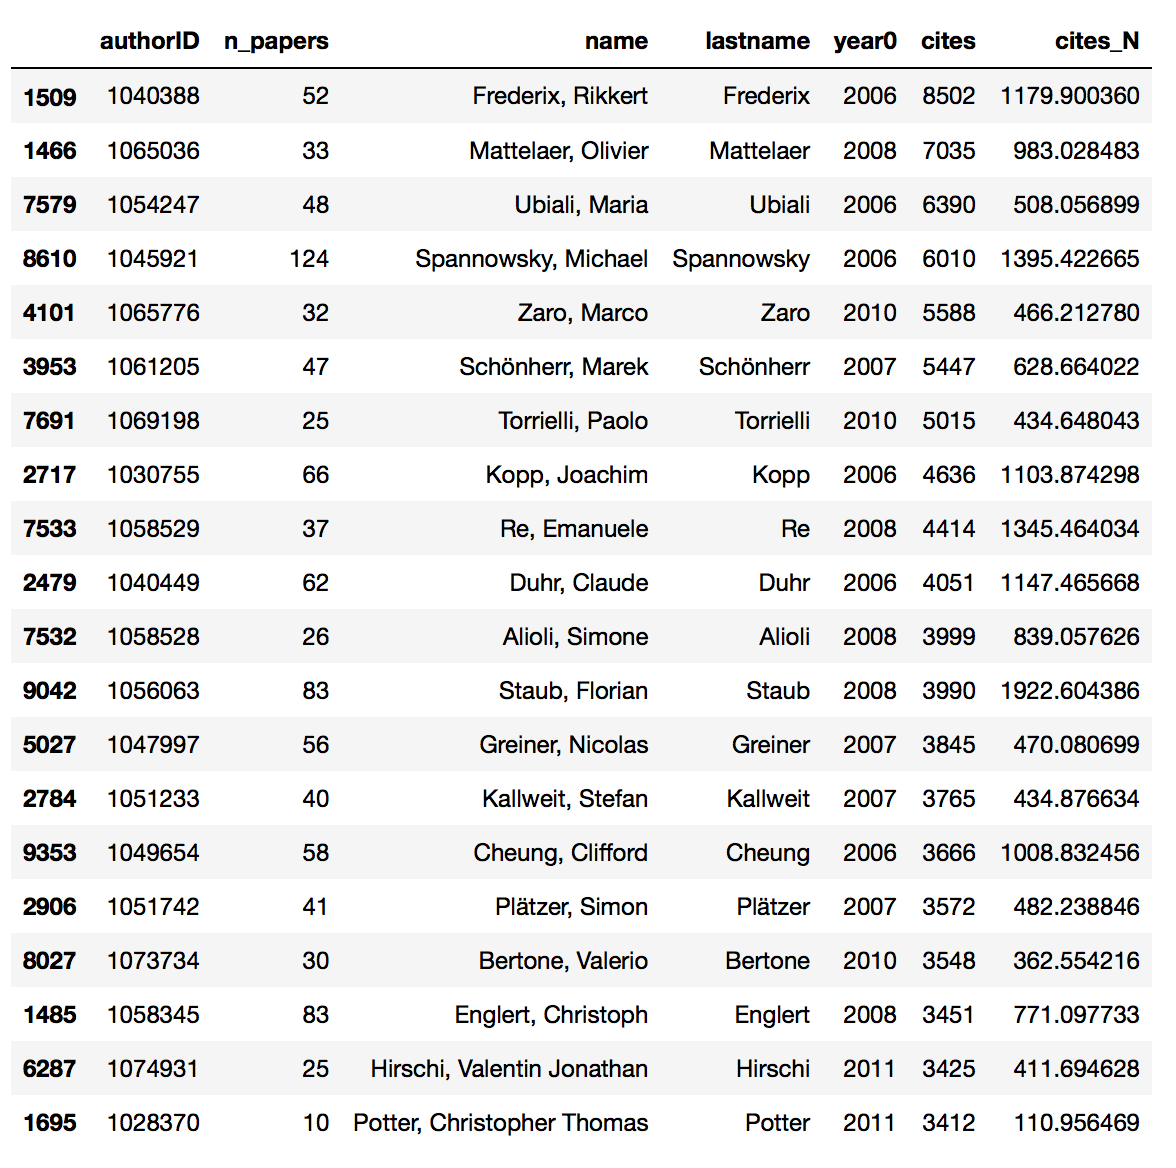 authorID n_papers name lastname year0 cites cites_N
1509 1040388 52 Frederix, Rikkert Frederix 2006 8502 1179.900360
1466 1065036 33 Mattelaer, Olivier Mattelaer 2008 7035 983.028483
7579 1054247 48 Ubiali, Maria Ubiali 2006 6390 508.056899
8610 1045921 124 Spannowsky, Michael Spannowsky 2006 6010 1395.422665
4101 1065776 32 Zaro, Marco Zaro 2010 5588 466.212780
3953 1061205 47 Schönherr, Marek Schönherr 2007 5447 628.664022
7691 1069198 25 Torrielli, Paolo Torrielli 2010 5015 434.648043
2717 1030755 66 Kopp, Joachim Kopp 2006 4636 1103.874298
7533 1058529 37 Re, Emanuele Re 2008 4414 1345.464034
2479 1040449 62 Duhr, Claude Duhr 2006 4051 1147.465668
7532 1058528 26 Alioli, Simone Alioli 2008 3999 839.057626
9042 1056063 83 Staub, Florian Staub 2008 3990 1922.604386
5027 1047997 56 Greiner, Nicolas Greiner 2007 3845 470.080699
2784 1051233 40 Kallweit, Stefan Kallweit 2007 3765 434.876634
9353 1049654 58 Cheung, Clifford Cheung 2006 3666 1008.832456
2906 1051742 41 Plätzer, Simon Plätzer 2007 3572 482.238846
8027 1073734 30 Bertone, Valerio Bertone 2010 3548 362.554216
1485 1058345 83 Englert, Christoph Englert 2008 3451 771.097733
6287 1074931 25 Hirschi, Valentin Jonathan Hirschi 2011 3425 411.694628
1695 1028370 10 Potter, Christopher Thomas Potter 2011 3412 110.956469